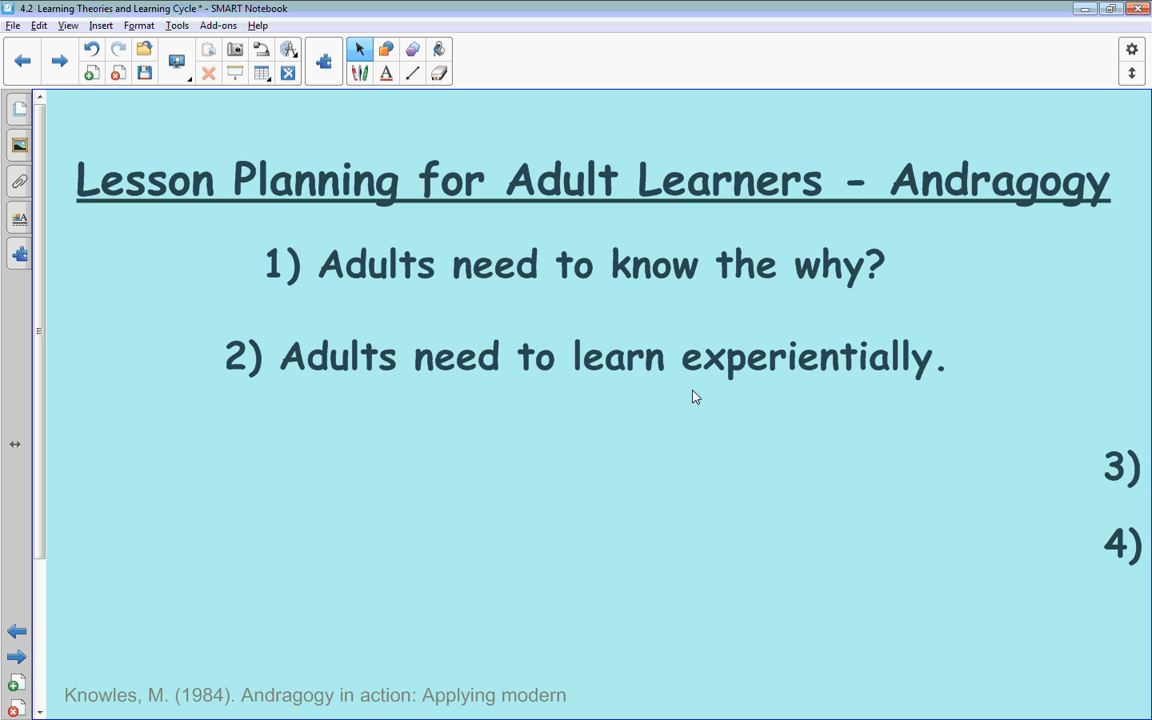 4.2 Learning Theories and Learning Cycle * - SMART Notebook
File Edit View Insert Format Tools Add-ons Help
Lesson Planning for Adult Learners - Andragogy
1) Adults need to know the why?
2) Adults need to learn experientially.
3)
4)
Knowles, M. (1984). Andragogy in action: Applying modern